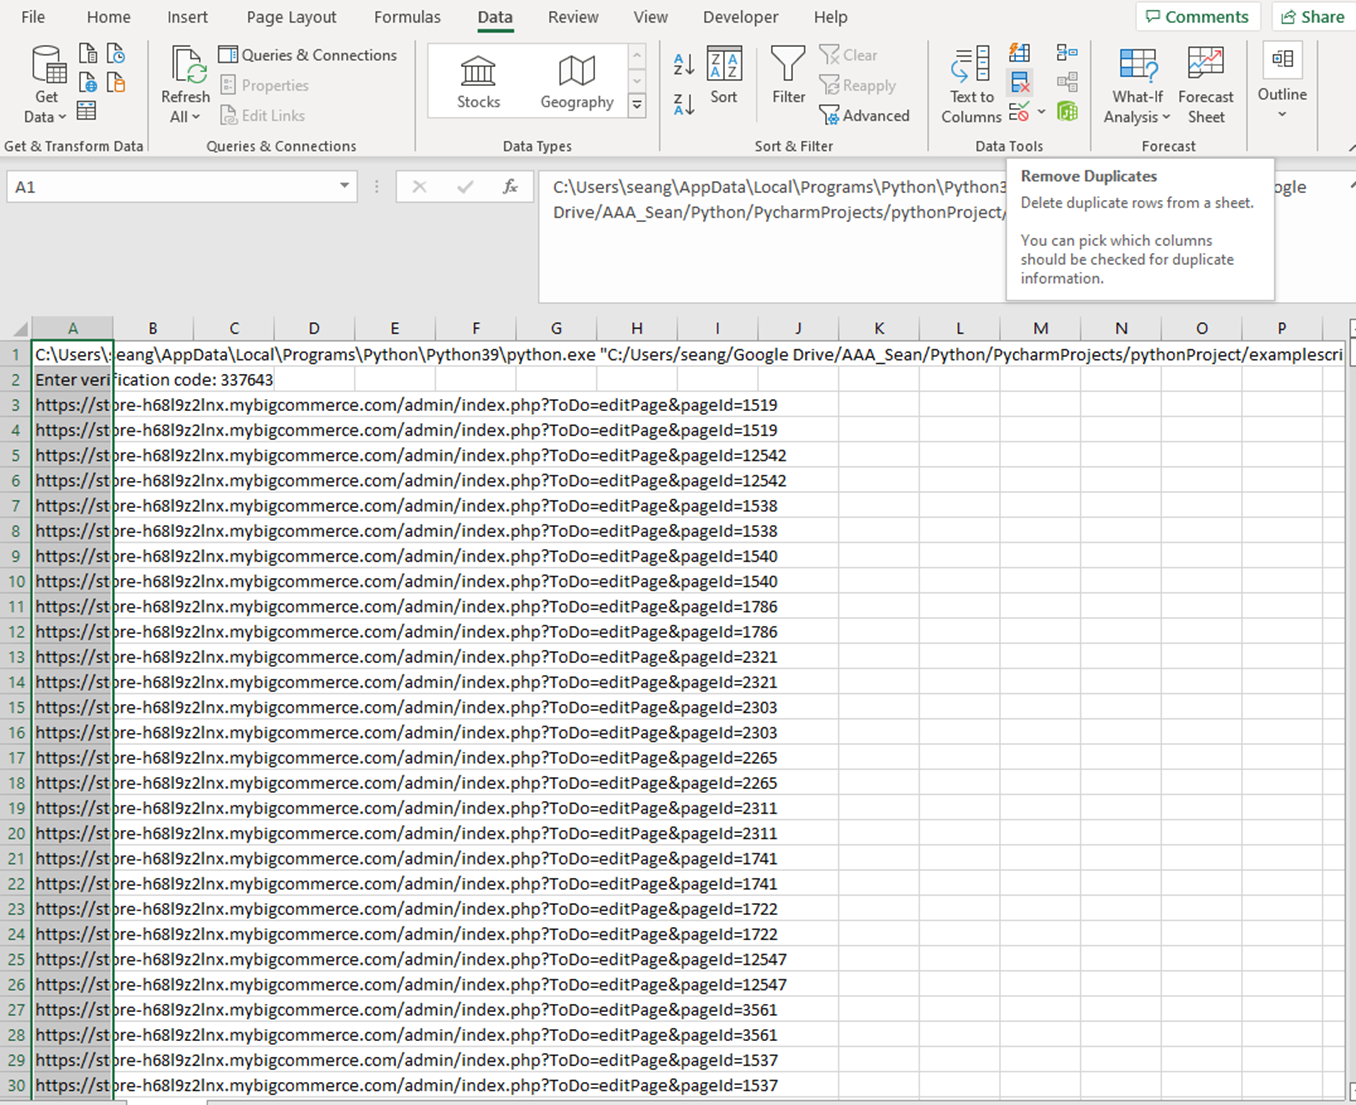 File Home Insert Page Layout Formulas Data Review View Developer Help Comments Share
Get Data
Refresh All
Queries & Connections
Properties
Edit Links
Stocks
Geography
Sort
Filter
Clear
Reapply
Advanced
Text to Columns
What-If Analysis
Forecast Sheet
Outline
Get & Transform Data Queries & Connections Data Types Sort & Filter Data Tools Forecast
Remove Duplicates
Delete duplicate rows from a sheet.
You can pick which columns
should be checked for duplicate
information.
A1
fx
C:\Users\seang\AppData\Local\Programs\Python\Python3 ogle
Drive/AAA_Sean/Python/PycharmProjects/pythonProject/
A B C D E F G H I J K L M N O P
1 C:\Users\seang\AppData\Local\Programs\Python\Python39\python.exe "C:/Users/seang/Google Drive/AAA_Sean/Python/PycharmProjects/pythonProject/examplescri
2 Enter verification code: 337643
3 https://store-h68l9z2lnx.mybigcommerce.com/admin/index.php?ToDo=editPage&pageId=1519
4 https://store-h68l9z2lnx.mybigcommerce.com/admin/index.php?ToDo=editPage&pageId=1519
5 https://store-h68l9z2lnx.mybigcommerce.com/admin/index.php?ToDo=editPage&pageId=12542
6 https://store-h68l9z2lnx.mybigcommerce.com/admin/index.php?ToDo=editPage&pageId=12542
7 https://store-h68l9z2lnx.mybigcommerce.com/admin/index.php?ToDo=editPage&pageId=1538
8 https://store-h68l9z2lnx.mybigcommerce.com/admin/index.php?ToDo=editPage&pageId=1538
9 https://store-h68l9z2lnx.mybigcommerce.com/admin/index.php?ToDo=editPage&pageId=1540
10 https://store-h68l9z2lnx.mybigcommerce.com/admin/index.php?ToDo=editPage&pageId=1540
11 https://store-h68l9z2lnx.mybigcommerce.com/admin/index.php?ToDo=editPage&pageId=1786
12 https://store-h68l9z2lnx.mybigcommerce.com/admin/index.php?ToDo=editPage&pageId=1786
13 https://store-h68l9z2lnx.mybigcommerce.com/admin/index.php?ToDo=editPage&pageId=2321
14 https://store-h68l9z2lnx.mybigcommerce.com/admin/index.php?ToDo=editPage&pageId=2321
15 https://store-h68l9z2lnx.mybigcommerce.com/admin/index.php?ToDo=editPage&pageId=2303
16 https://store-h68l9z2lnx.mybigcommerce.com/admin/index.php?ToDo=editPage&pageId=2303
17 https://store-h68l9z2lnx.mybigcommerce.com/admin/index.php?ToDo=editPage&pageId=2265
18 https://store-h68l9z2lnx.mybigcommerce.com/admin/index.php?ToDo=editPage&pageId=2265
19 https://store-h68l9z2lnx.mybigcommerce.com/admin/index.php?ToDo=editPage&pageId=2311
20 https://store-h68l9z2lnx.mybigcommerce.com/admin/index.php?ToDo=editPage&pageId=2311
21 https://store-h68l9z2lnx.mybigcommerce.com/admin/index.php?ToDo=editPage&pageId=1741
22 https://store-h68l9z2lnx.mybigcommerce.com/admin/index.php?ToDo=editPage&pageId=1741
23 https://store-h68l9z2lnx.mybigcommerce.com/admin/index.php?ToDo=editPage&pageId=1722
24 https://store-h68l9z2lnx.mybigcommerce.com/admin/index.php?ToDo=editPage&pageId=1722
25 https://store-h68l9z2lnx.mybigcommerce.com/admin/index.php?ToDo=editPage&pageId=12547
26 https://store-h68l9z2lnx.mybigcommerce.com/admin/index.php?ToDo=editPage&pageId=12547
27 https://store-h68l9z2lnx.mybigcommerce.com/admin/index.php?ToDo=editPage&pageId=3561
28 https://store-h68l9z2lnx.mybigcommerce.com/admin/index.php?ToDo=editPage&pageId=3561
29 https://store-h68l9z2lnx.mybigcommerce.com/admin/index.php?ToDo=editPage&pageId=1537
30 https://store-h68l9z2lnx.mybigcommerce.com/admin/index.php?ToDo=editPage&pageId=1537